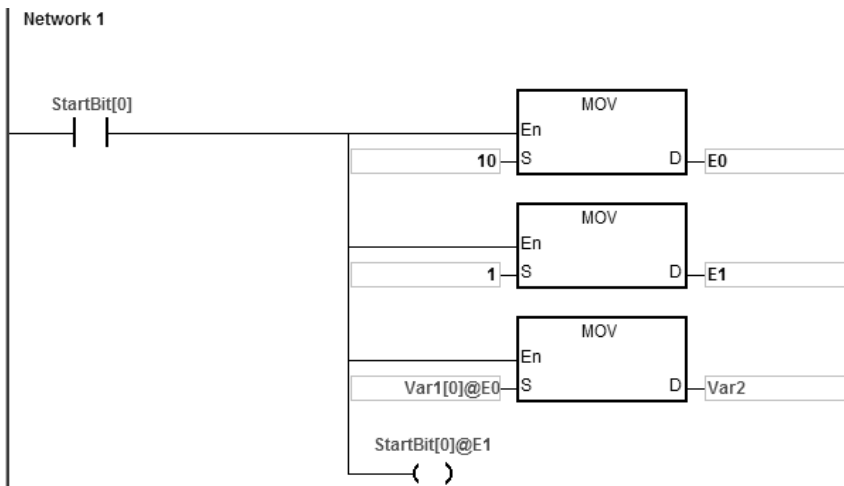 Network 1
StartBit[0]
MOV
En
10 S D E0
MOV
En
1 S D E1
MOV
En
Var1[0]@E0 S D Var2
StartBit[0]@E1